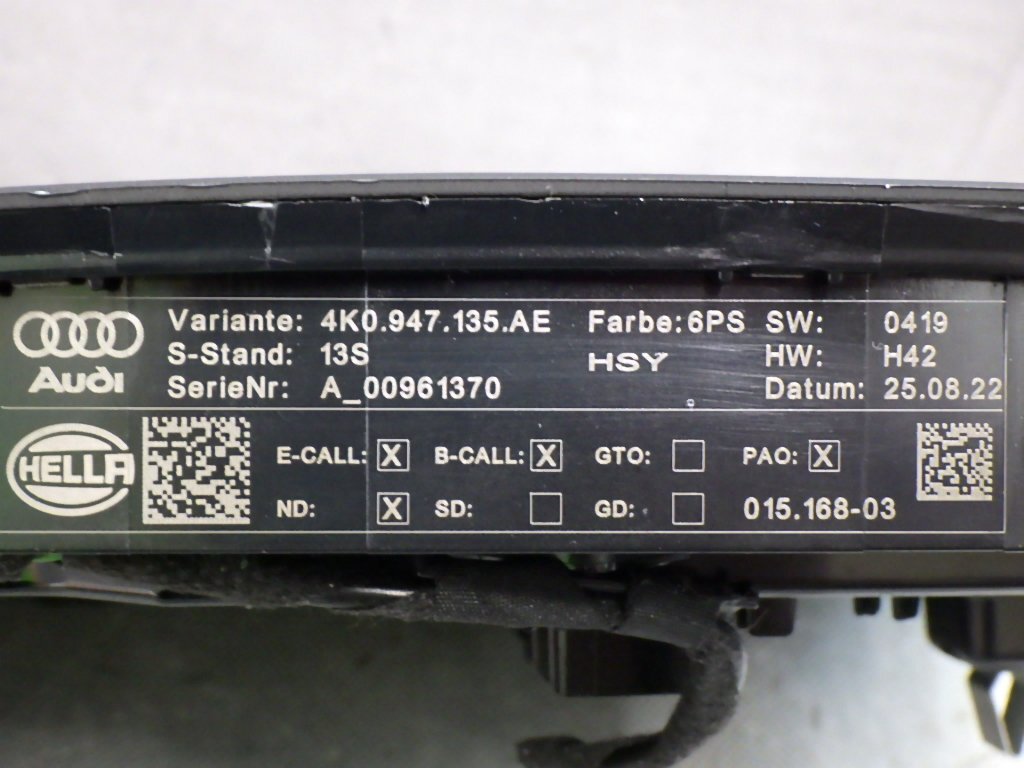 Variante: 4K0.947.135.AE Farbe:6PS SW: 0419
S-Stand: 13S HSY HW: H42
Audi
SerieNr: A_00961370 Datum: 25.08.22
HELLA
E-CALL: X B-CALL: X GTO: PAO: X
ND: X SD: GD: 015.168-03